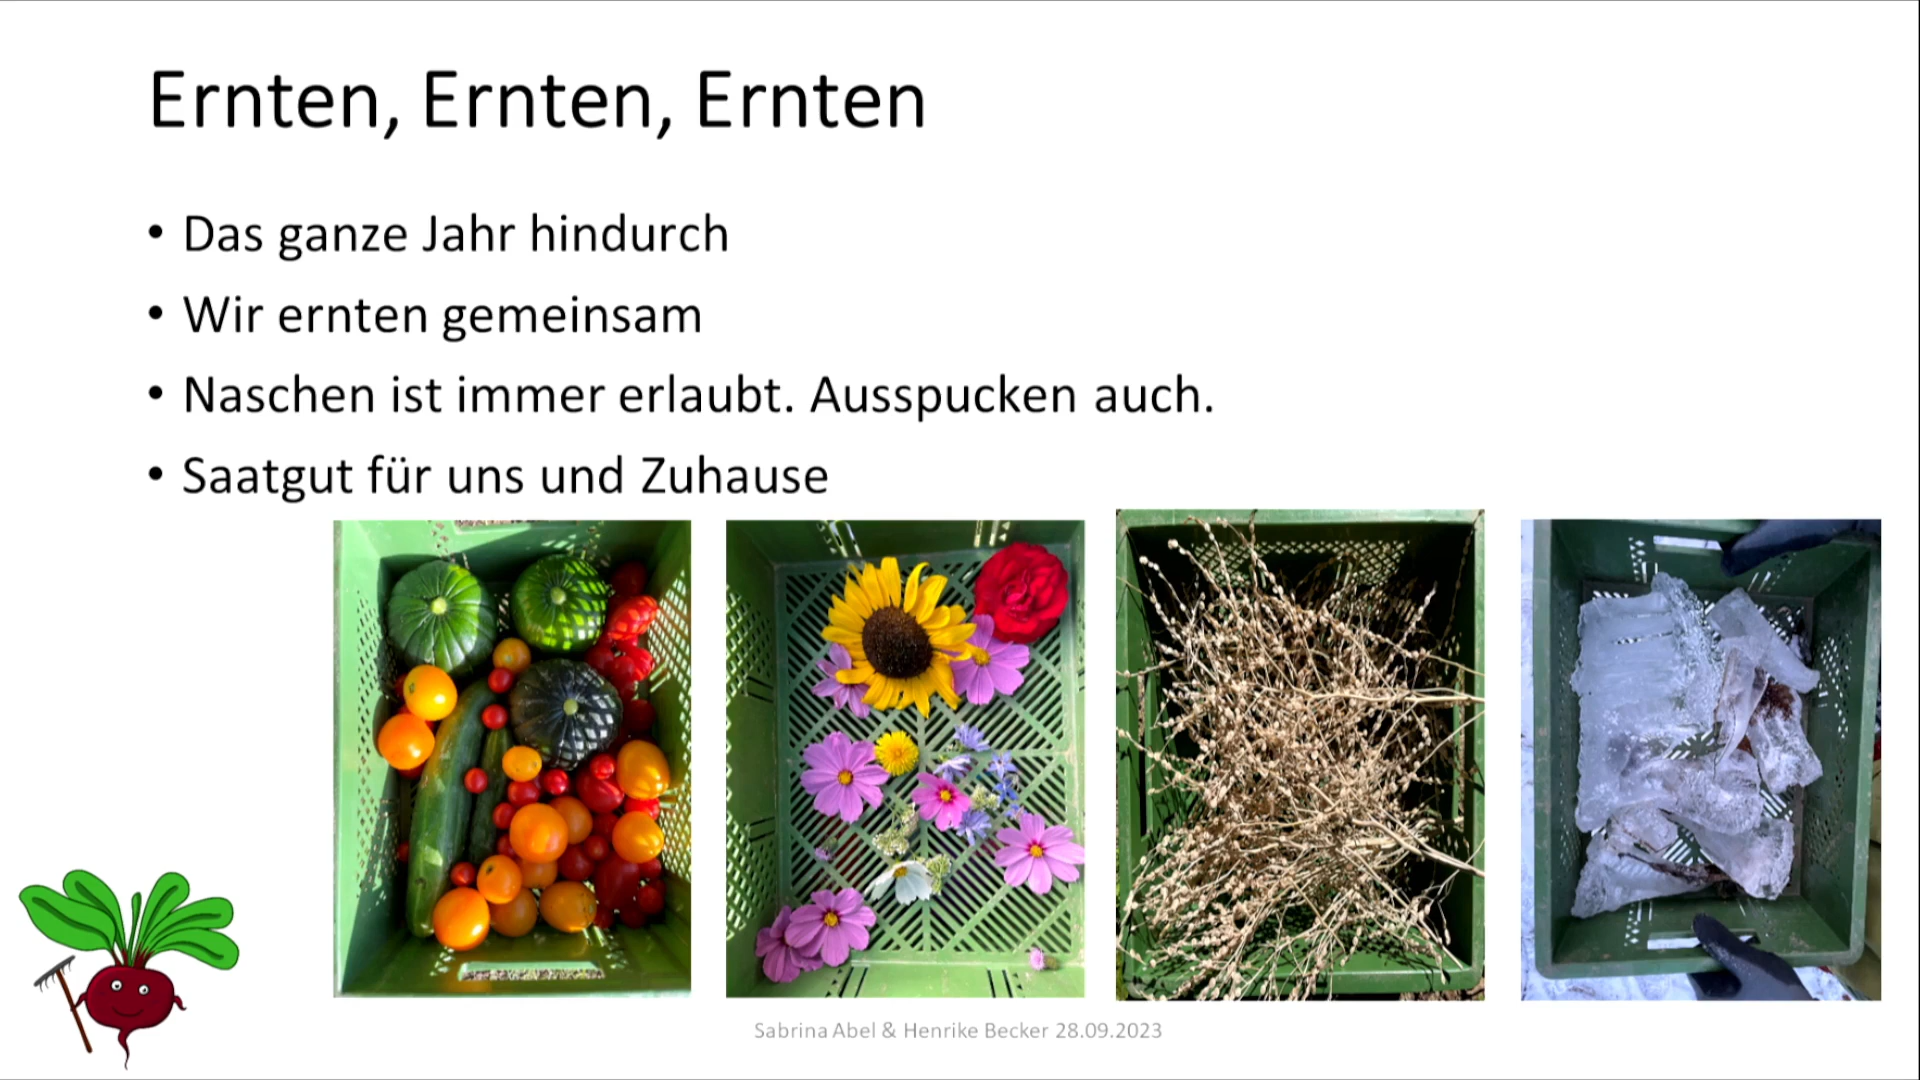 Ernten, Ernten, Ernten
• Das ganze Jahr hindurch
• Wir ernten gemeinsam
• Naschen ist immer erlaubt. Ausspucken auch.
• Saatgut für uns und Zuhause
Sabrina Abel & Henrike Becker 28.09.2023